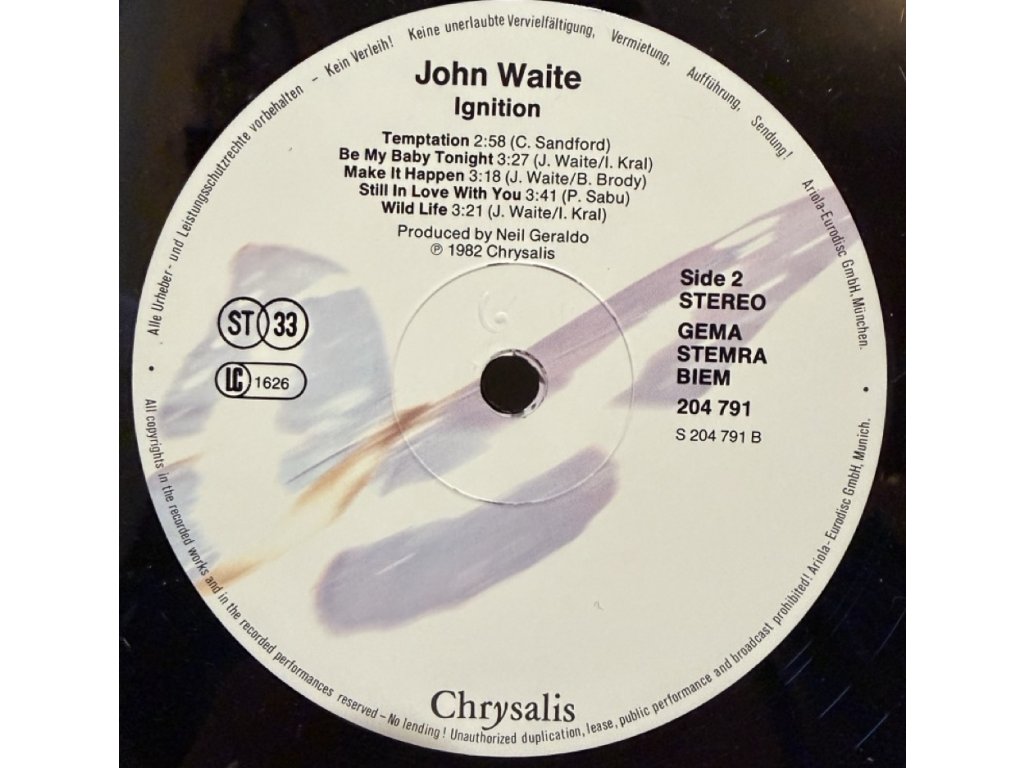 John Waite
Ignition
Temptation 2:58 (C. Sandford)
Be My Baby Tonight 3:27 (J. Waite/I. Kral)
Make It Happen 3:18 (J. Waite/B. Brody)
Still In Love With You 3:41 (P. Sabu)
Wild Life 3:21 (J. Waite/I. Kral)
Produced by Neil Geraldo
℗ 1982 Chrysalis
ST 33
LC 1626
Side 2
STEREO
GEMA
STEMRA
BIEM
204 791
S 204 791 B
Chrysalis
Alle Urheber- und Leistungsschutzrechte vorbehalten – Kein Verleih! Keine unerlaubte Vervielfältigung, Vermietung, Aufführung, Sendung! Ariola-Eurodisc GmbH, München.
All copyrights in the recorded works and in the recorded performances reserved – No lending! Unauthorized duplication, lease, public performance and broadcast prohibited! Ariola-Eurodisc GmbH, Munich.